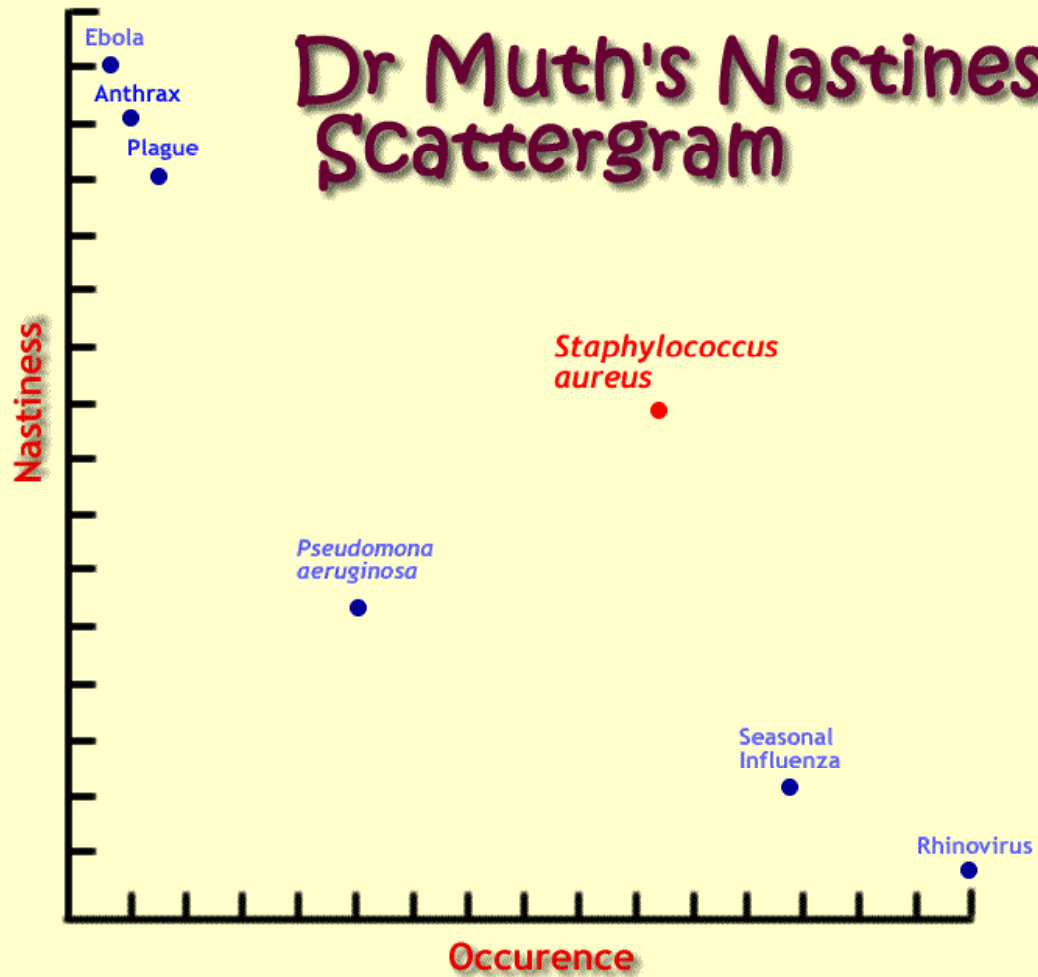 Dr Muth's Nastines
Scattergram
Ebola
Anthrax
Plague
Staphylococcus
aureus
Nastiness
Pseudomona
aeruginosa
Seasonal
Influenza
Rhinovirus
Occurence